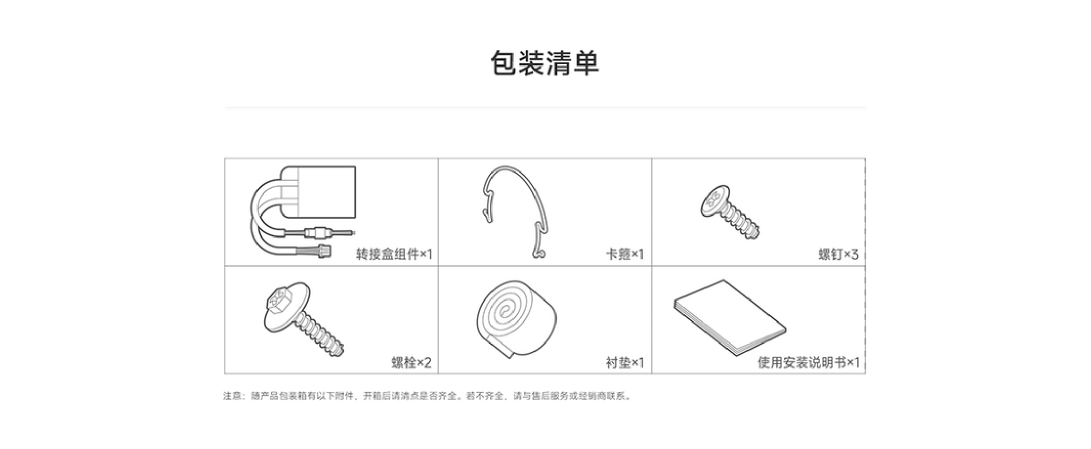 包装清单
转接盒组件×1
卡箍×1
螺钉×3
螺栓×2
衬垫×1
使用安装说明书×1
注意：随产品包装箱有以下附件，开箱后请清点是否齐全。若不齐全，请与售后服务或经销商联系。